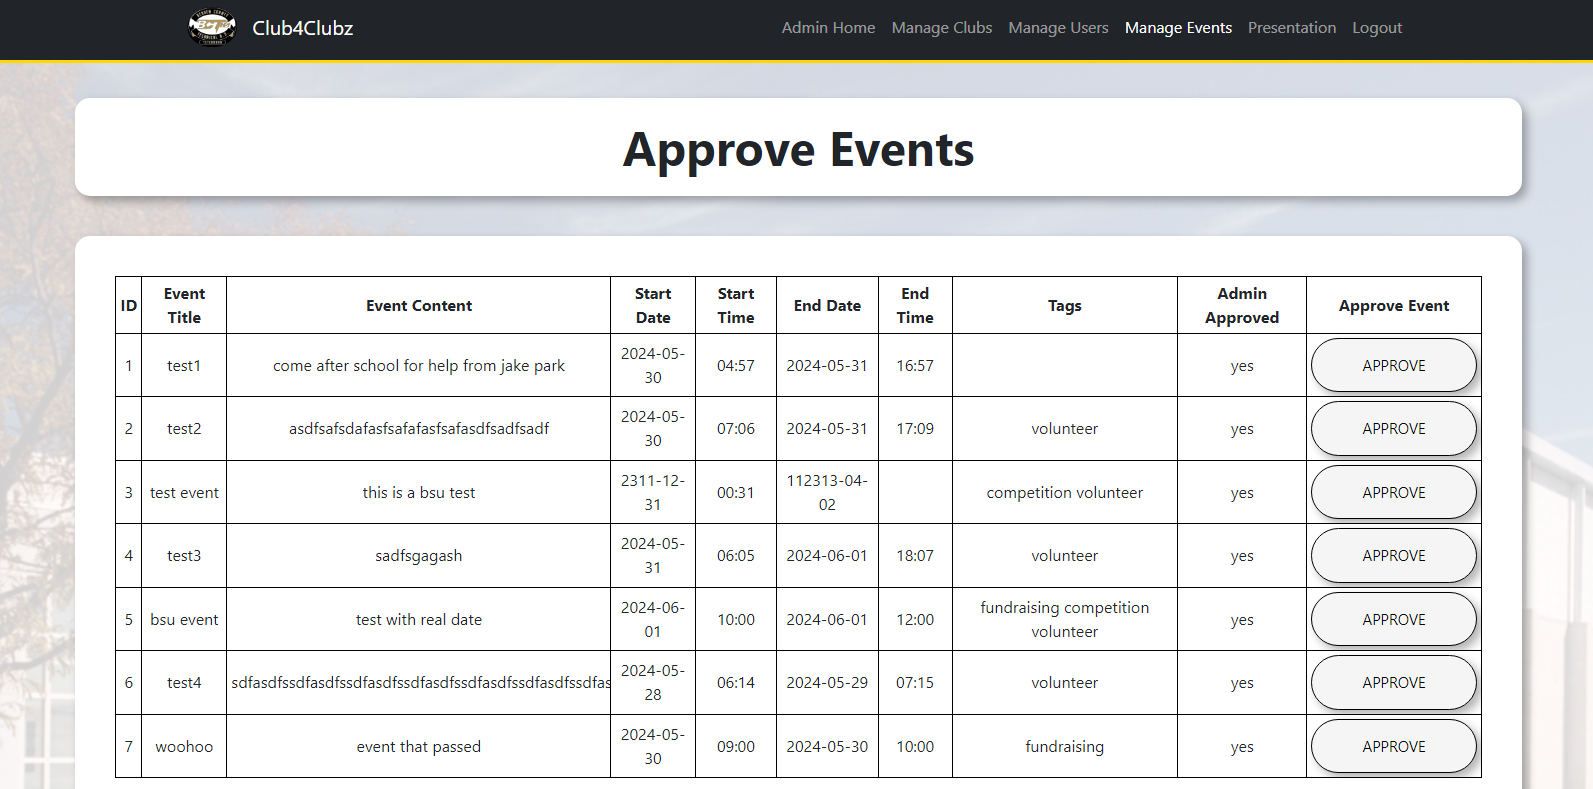 Club4Clubz
Admin Home Manage Clubs Manage Users Manage Events Presentation Logout
Approve Events
ID Event Title Event Content Start Date Start Time End Date End Time Tags Admin Approved Approve Event
1 test1 come after school for help from jake park 2024-05-30 04:57 2024-05-31 16:57 yes APPROVE
2 test2 asdfsafsdafasfsafafasfsafasdfsadfsadf 2024-05-30 07:06 2024-05-31 17:09 volunteer yes APPROVE
3 test event this is a bsu test 2311-12-31 00:31 112313-04-02 competition volunteer yes APPROVE
4 test3 sadfsgagash 2024-05-31 06:05 2024-06-01 18:07 volunteer yes APPROVE
5 bsu event test with real date 2024-06-01 10:00 2024-06-01 12:00 fundraising competition volunteer yes APPROVE
6 test4 sdfasdfssdfasdfssdfasdfssdfasdfssdfasdfssdfasdfssdfas 2024-05-28 06:14 2024-05-29 07:15 volunteer yes APPROVE
7 woohoo event that passed 2024-05-30 09:00 2024-05-30 10:00 fundraising yes APPROVE